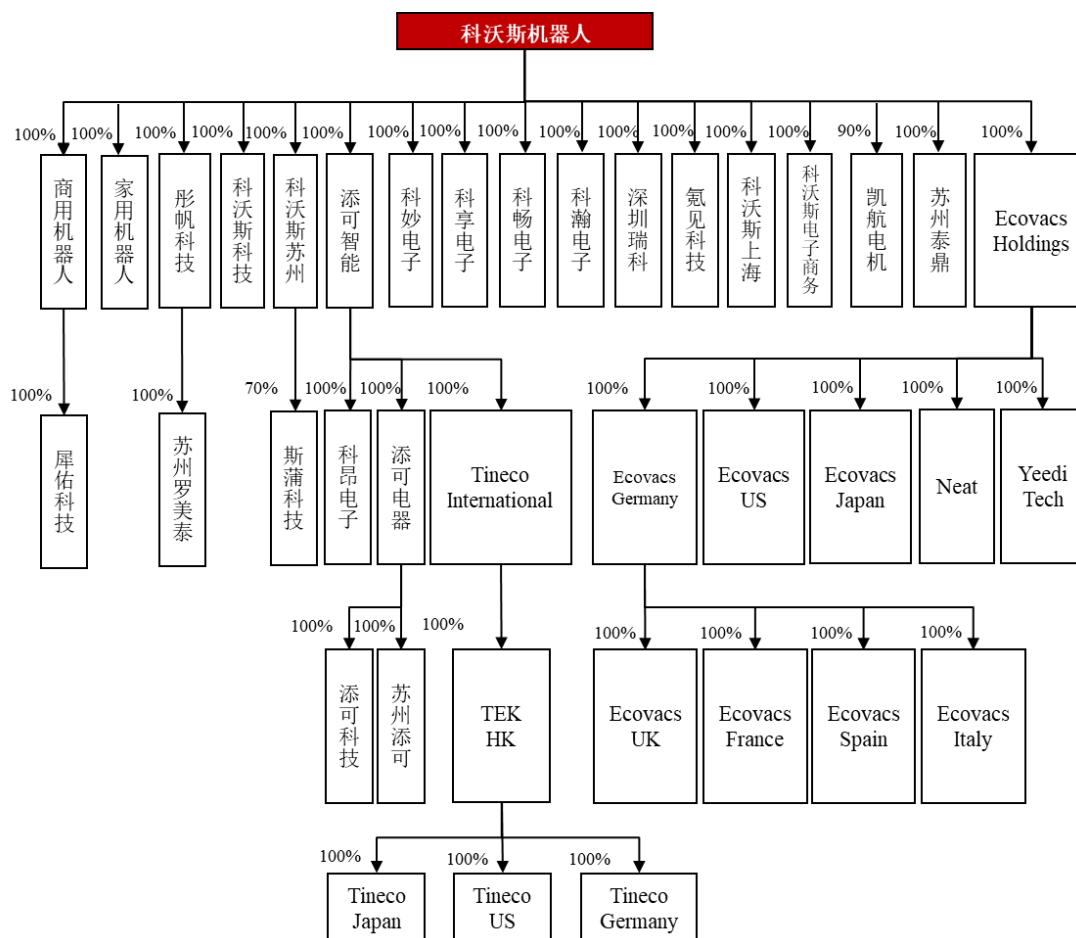 科沃斯机器人
100%
100%
100%
100%
100%
100%
100%
100%
100%
100%
100%
100%
100%
100%
90%
100%
100%
商用机器人
家用机器人
彤帆科技
科沃斯科技
科沃斯苏州
添可智能
科妙电子
科享电子
科畅电子
科瀚电子
深圳瑞科
氪见科技
科沃斯上海
科沃斯电子商务
凯航电机
苏州泰鼎
Ecovacs
Holdings
100%
100%
70%
100%
100%
100%
100%
100%
100%
100%
100%
犀佑科技
苏州罗美泰
斯蒲科技
科昂电子
添可电器
Tineco
International
Ecovacs
Germany
Ecovacs
US
Ecovacs
Japan
Neat
Yeedi
Tech
100%
100%
100%
100%
100%
100%
100%
添可科技
苏州添可
TEK
HK
Ecovacs
UK
Ecovacs
France
Ecovacs
Spain
Ecovacs
Italy
100%
100%
100%
Tineco
Japan
Tineco
US
Tineco
Germany